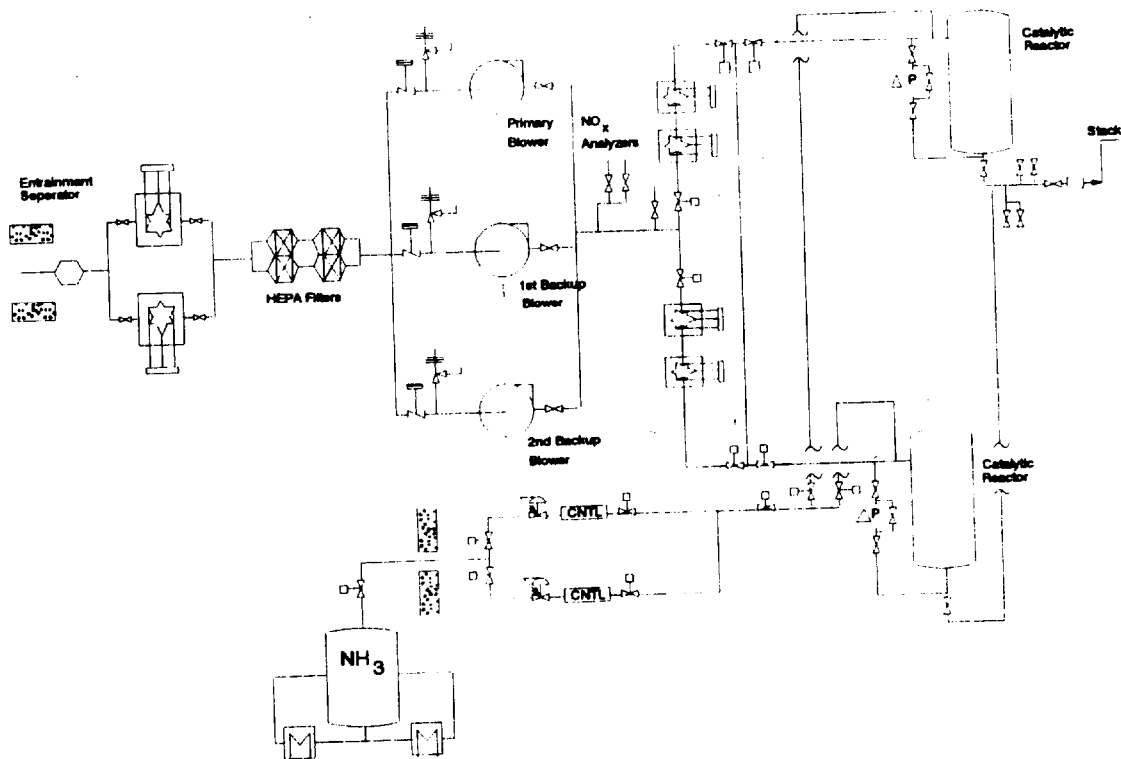 Catalytic
Reactor
△ P
Stack
Primary
Blower
NOx
Analyzers
Entrainment
Separator
HEPA Filters
1st Backup
Blower
2nd Backup
Blower
Catalytic
Reactor
△ P
CNTL
CNTL
NH3